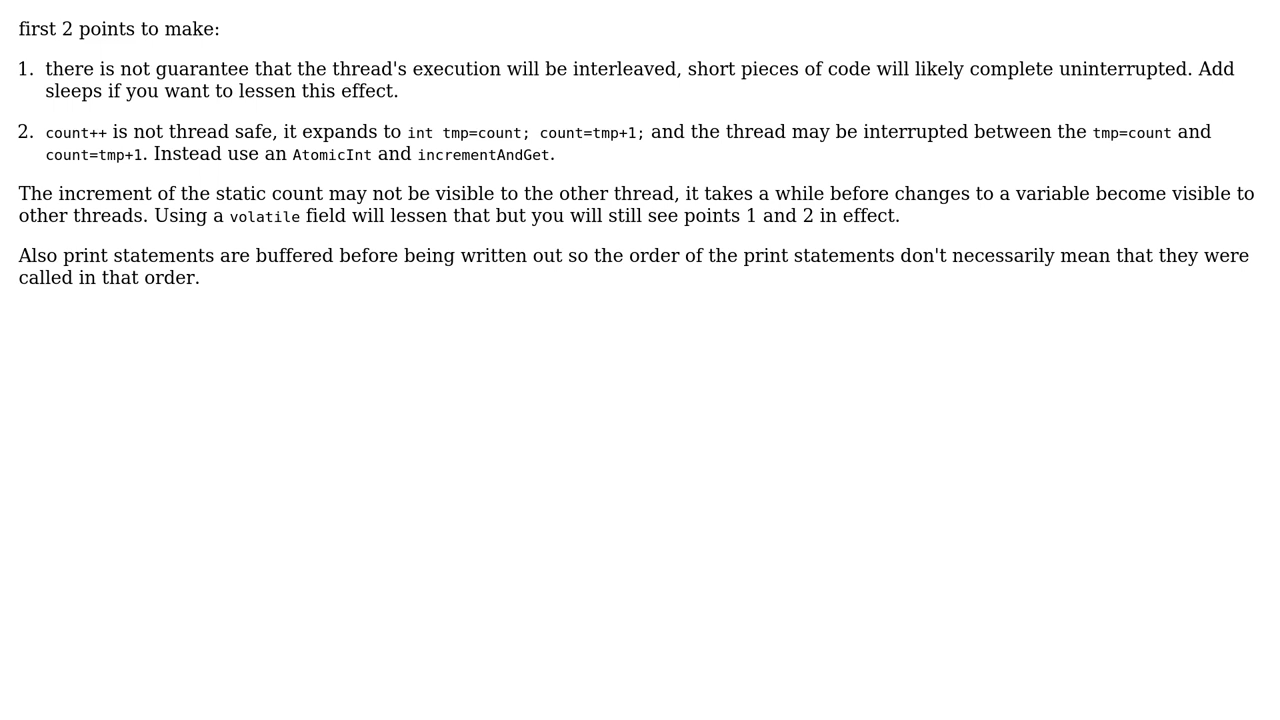 first 2 points to make:
1. there is not guarantee that the thread's execution will be interleaved, short pieces of code will likely complete uninterrupted. Add
sleeps if you want to lessen this effect.
2. count++ is not thread safe, it expands to int tmp=count; count=tmp+1; and the thread may be interrupted between the tmp=count and
count=tmp+1. Instead use an AtomicInt and incrementAndGet.
The increment of the static count may not be visible to the other thread, it takes a while before changes to a variable become visible to
other threads. Using a volatile field will lessen that but you will still see points 1 and 2 in effect.
Also print statements are buffered before being written out so the order of the print statements don't necessarily mean that they were
called in that order.